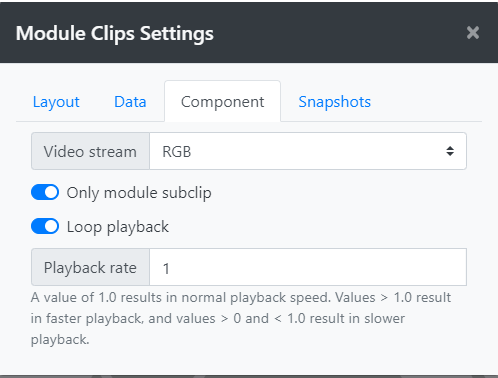 Module Clips Settings ×
Layout Data Component Snapshots
Video stream RGB
Only module subclip
Loop playback
Playback rate 1
A value of 1.0 results in normal playback speed. Values > 1.0 result
in faster playback, and values > 0 and < 1.0 result in slower
playback.